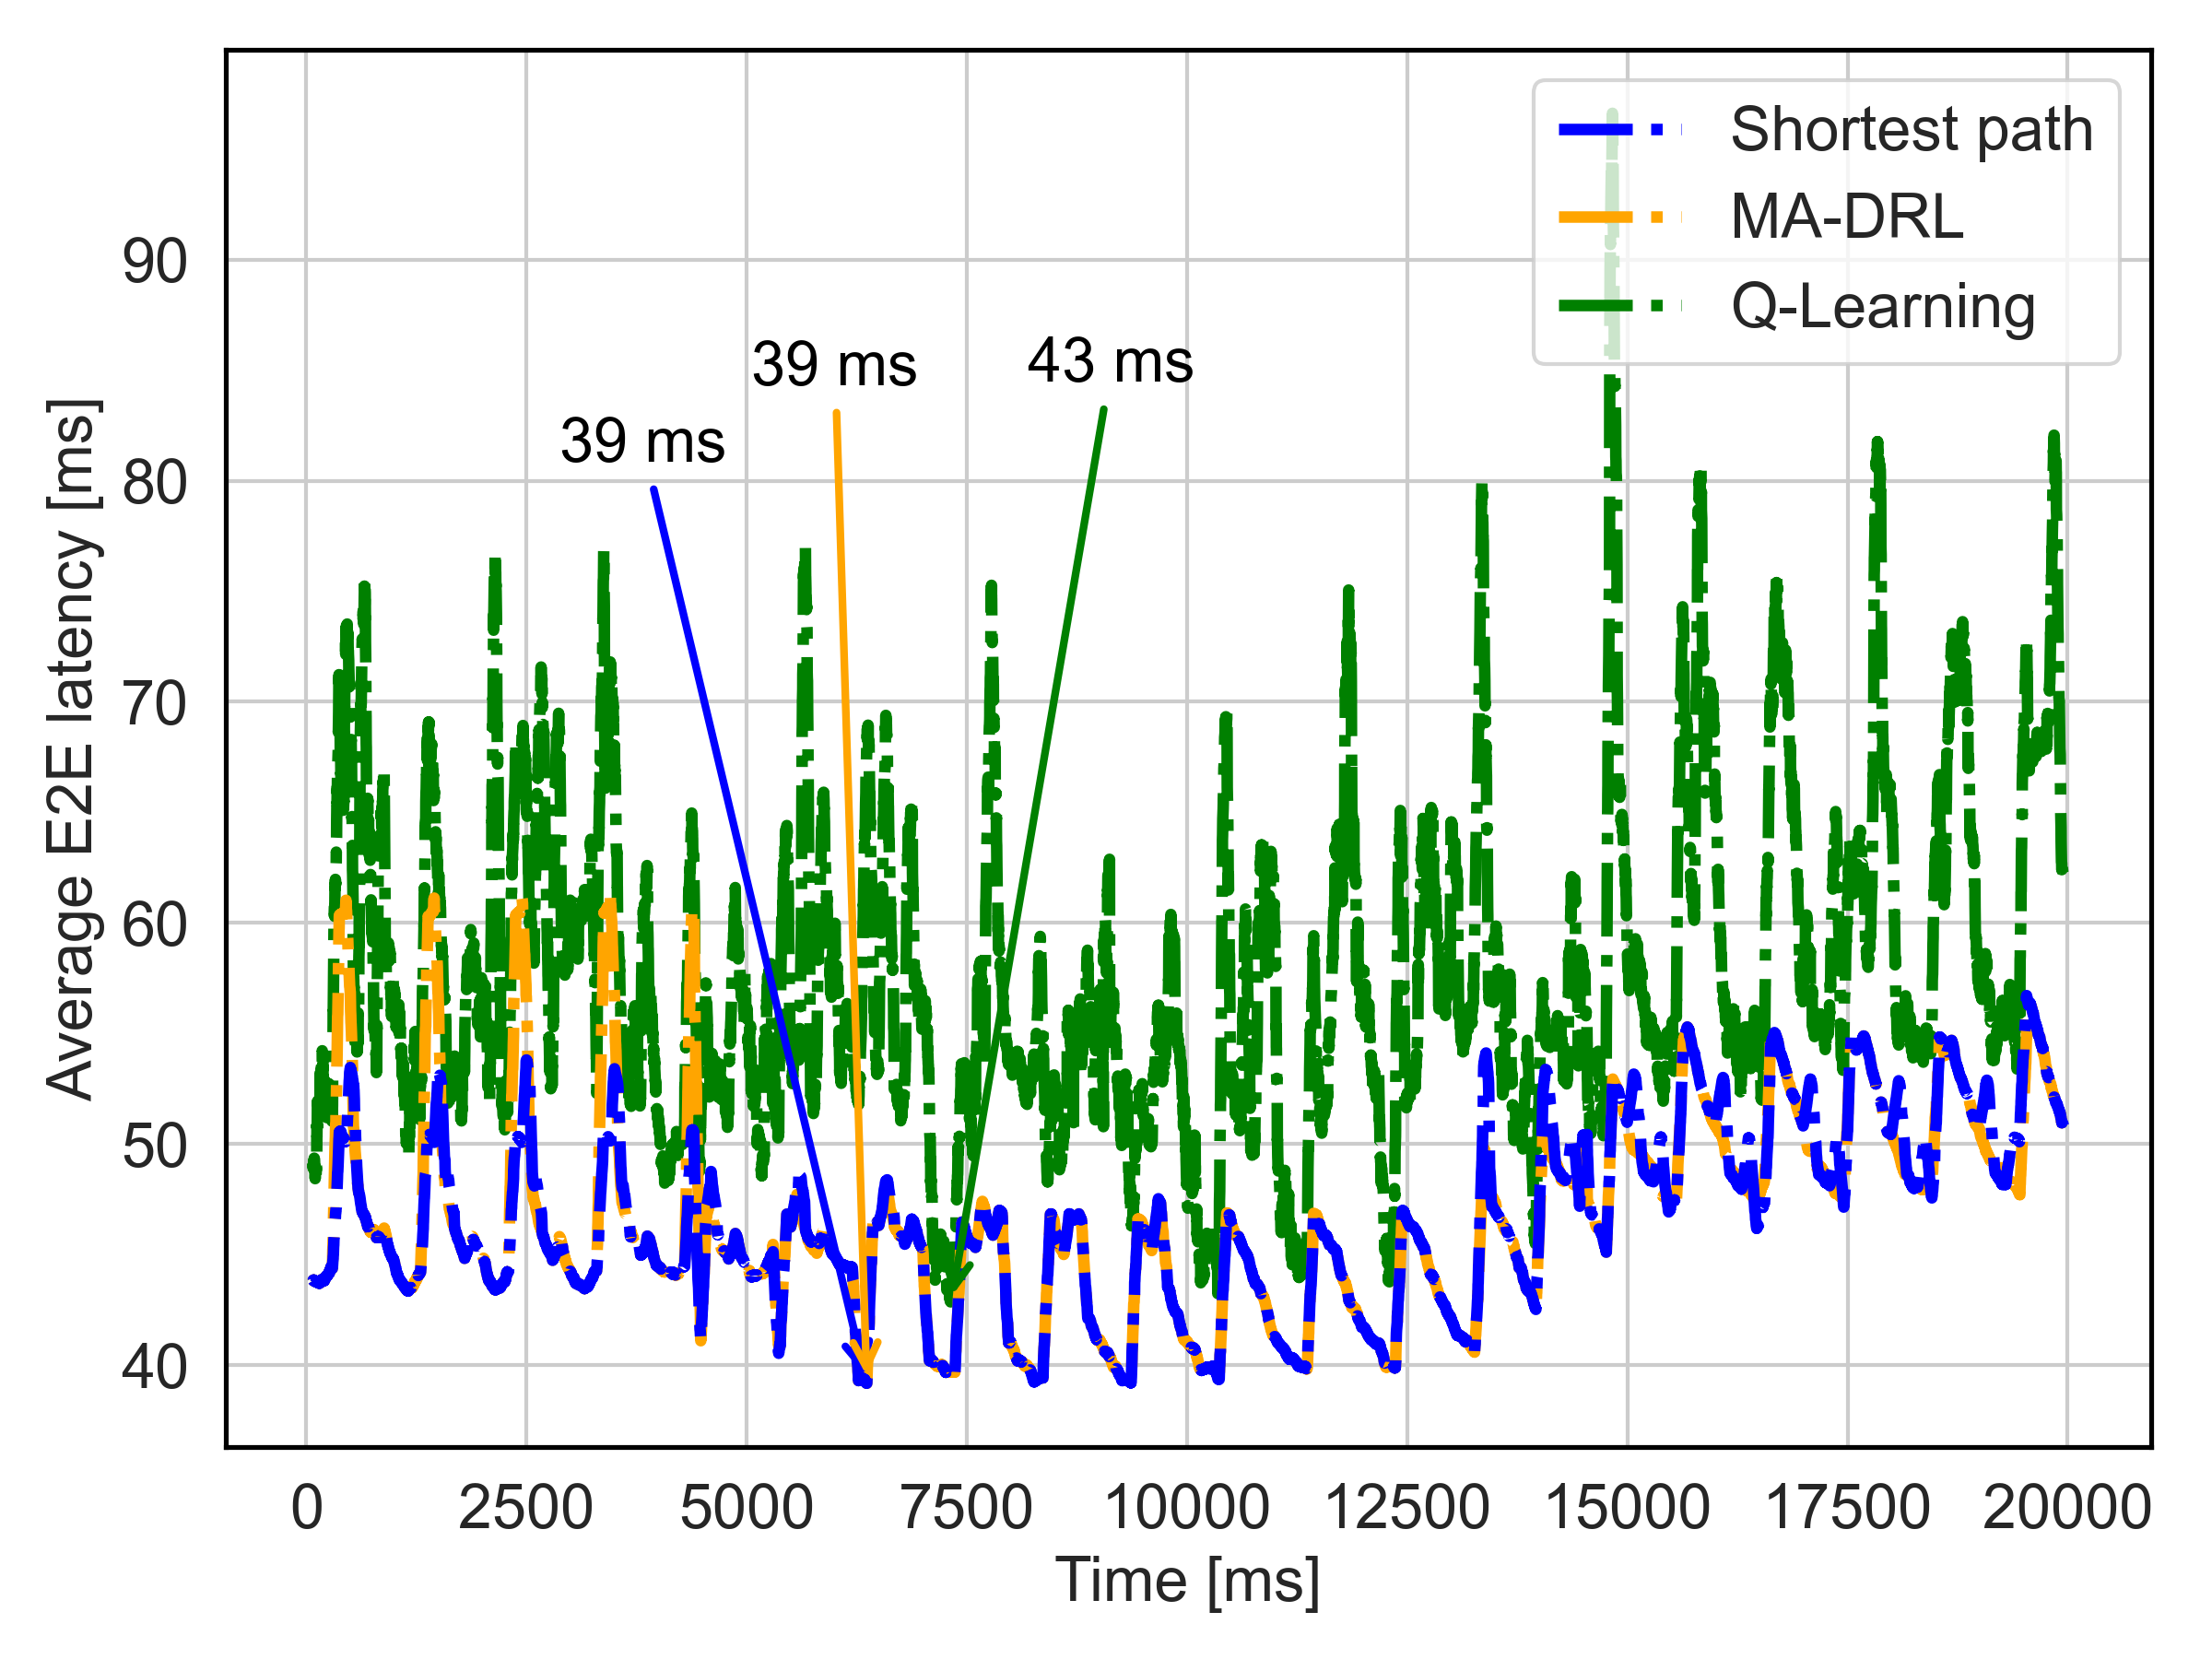 Shortest path
MA-DRL
Q-Learning
39 ms
43 ms
39 ms
Average E2E latency [ms]
90
80
70
60
50
40
0 2500 5000 7500 10000 12500 15000 17500 20000
Time [ms]